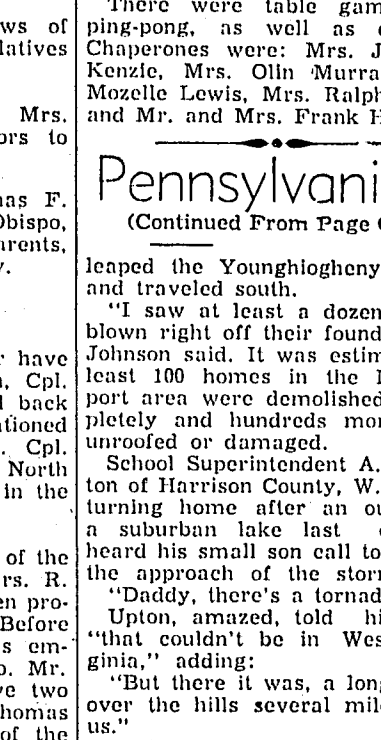 ws of
latives
Mrs.
ors to
as F.
Obispo,
arents,
y.
have
, Cpl.
back
tioned
Cpl.
North
in the
of the
rs. R.
en pro-
Before
s em-
o. Mr.
ve two
homas
of the
There were table gam
ping-pong, as well as
Chaperones were: Mrs. J
Kenzie, Mrs. Olin Murra
Mozelle Lewis, Mrs. Ralph
and Mr. and Mrs. Frank H
Pennsylvani
(Continued From Page
leaped the Younghiogheny
and traveled south.
"I saw at least a dozen
blown right off their found
Johnson said. It was estim
least 100 homes in the
port area were demolished
pletely and hundreds mor
unroofed or damaged.
School Superintendent A.
ton of Harrison County, W.
turning home after an ou
a suburban lake last
heard his small son call to
the approach of the stor
"Daddy, there's a tornad
Upton, amazed, told hi
"that couldn't be in Wes
ginia," adding:
"But there it was, a long
over the hills several mil
us."